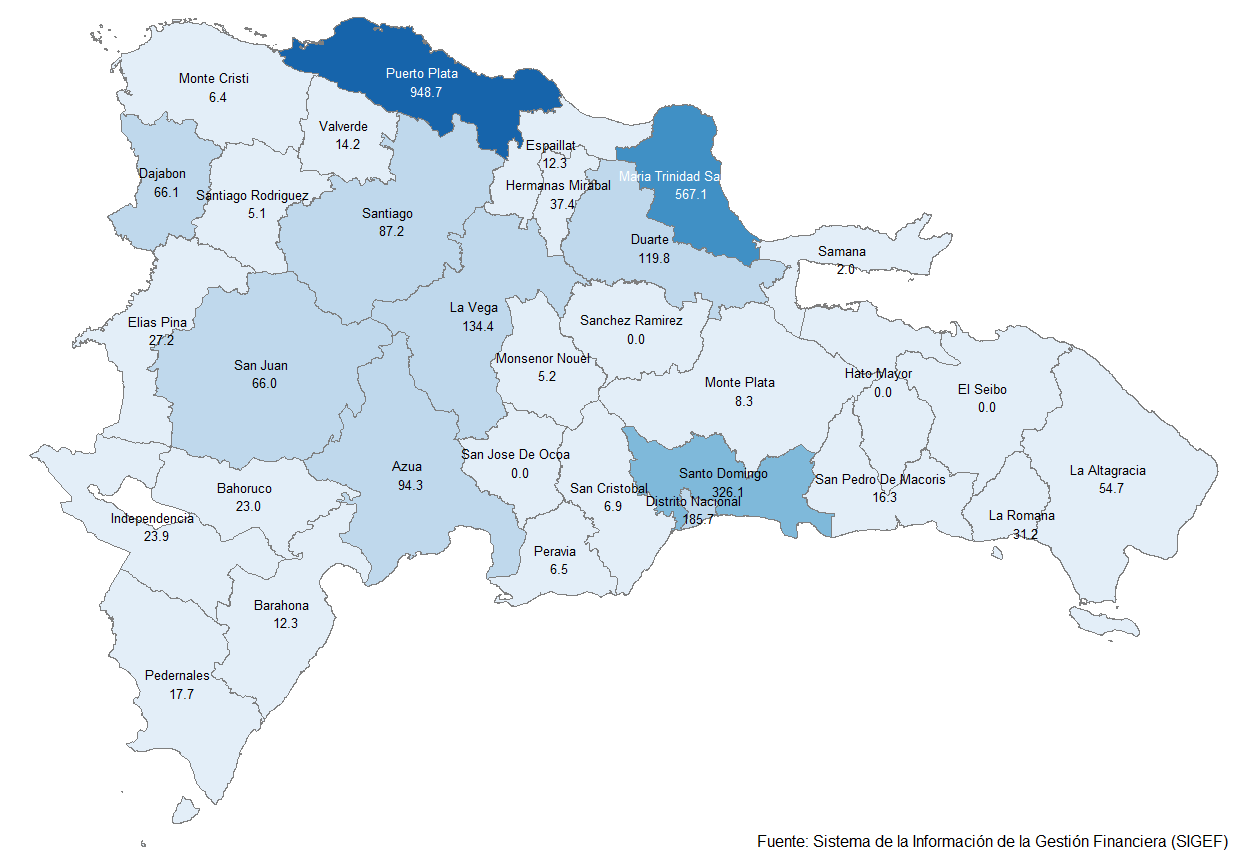 Monte Cristi
6.4
Puerto Plata
948.7
Valverde
14.2
Espaillat
12.3
Dajabon
66.1
Santiago Rodriguez
5.1
Hermanas Mirabal
37.4
Maria Trinidad Sa
567.1
Santiago
87.2
Duarte
119.8
Samana
2.0
Elias Pina
27.2
La Vega
134.4
Sanchez Ramirez
0.0
San Juan
66.0
Monsenor Nouel
5.2
Monte Plata
8.3
Hato Mayor
0.0
El Seibo
0.0
San Jose De Ocoa
0.0
Azua
94.3
Santo Domingo
326.1
La Altagracia
54.7
Bahoruco
23.0
San Cristobal
6.9
Distrito Nacional
185.7
San Pedro De Macoris
16.3
Independencia
23.9
La Romana
31.2
Peravia
6.5
Barahona
12.3
Pedernales
17.7
Fuente: Sistema de la Información de la Gestión Financiera (SIGEF)